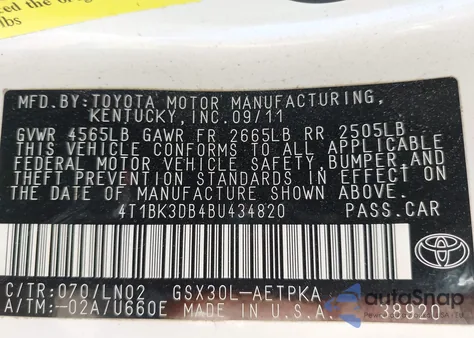 lbs
MFD.BY:TOYOTA MOTOR MANUFACTURING,
KENTUCKY,INC.09/11
GVWR 4565LB GAWR FR 2665LB RR 2505LB
THIS VEHICLE CONFORMS TO ALL APPLICABLE
FEDERAL MOTOR VEHICLE SAFETY,BUMPER,AND
THEFT PREVENTION STANDARDS IN EFFECT ON
THE DATE OF MANUFACTURE SHOWN ABOVE.
4T1BK3DB4BU434820 PASS.CAR
TOYOTA
C/TR:070/LN02 GSX30L-AETPKA
A/TM:-02A/U660E MADE IN U.S.A. 38920
autoSnap